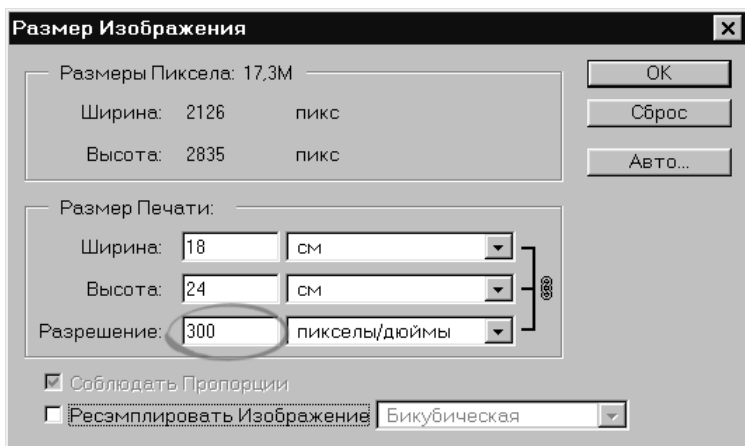 Размер Изображения
Размеры Пиксела: 17,3М
Ширина: 2126 пикс
Высота: 2835 пикс
OK
Сброс
Авто...
Размер Печати:
Ширина: 18 см
Высота: 24 см
Разрешение: 300 пикселы/дюймы
Соблюдать Пропорции
Ресэмплировать Изображение Бикубическая